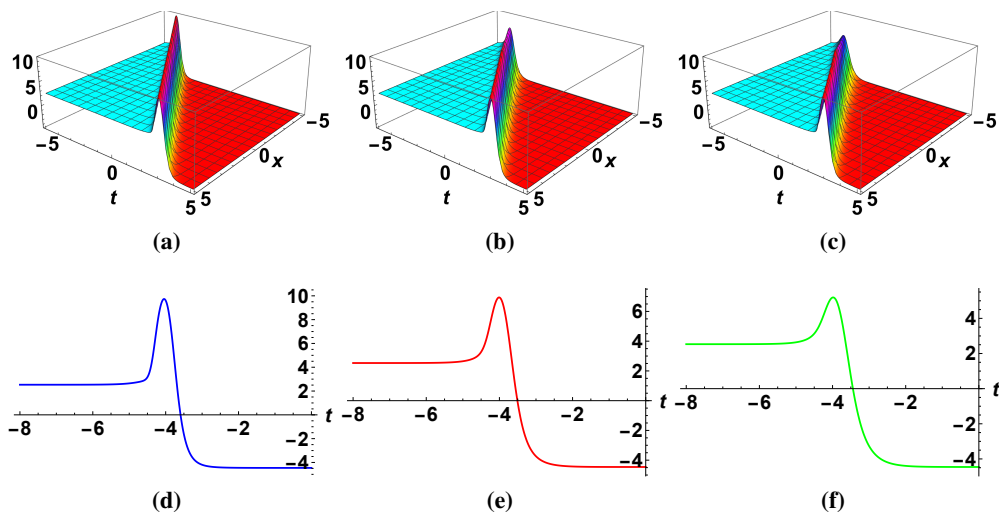 10 5 0 −5 0 t 5 5 0 x −5
10 5 0 −5 0 t 5 5 0 x −5
10 5 0 −5 0 t 5 5 0 x −5
(a) (b) (c)
10 8 6 4 2 −2 −4 −8 −6 −4 −2 t
6 4 2 −2 −4 −8 −6 −4 −2 t
4 2 −2 −4 −8 −6 −4 −2 t
(d) (e) (f)